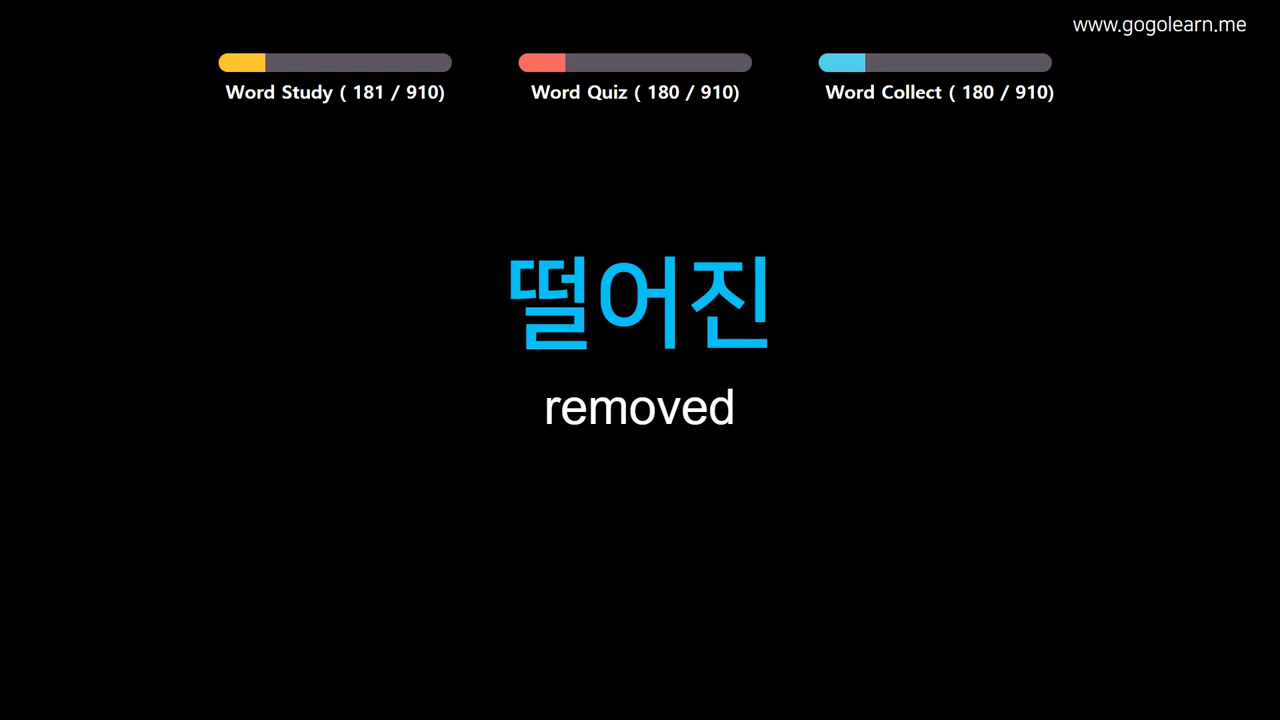 www.gogolearn.me
Word Study ( 181 / 910)
Word Quiz ( 180 / 910)
Word Collect ( 180 / 910)
떨어진
removed